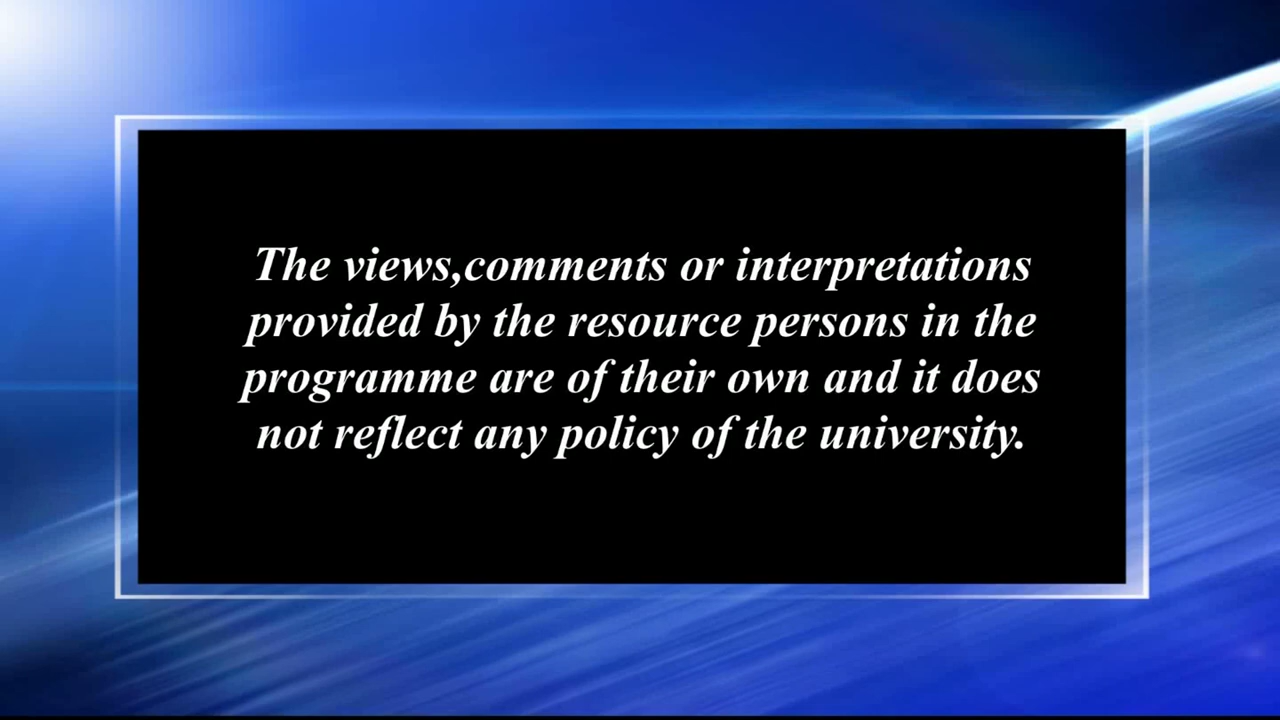 The views,comments or interpretations
provided by the resource persons in the
programme are of their own and it does
not reflect any policy of the university.